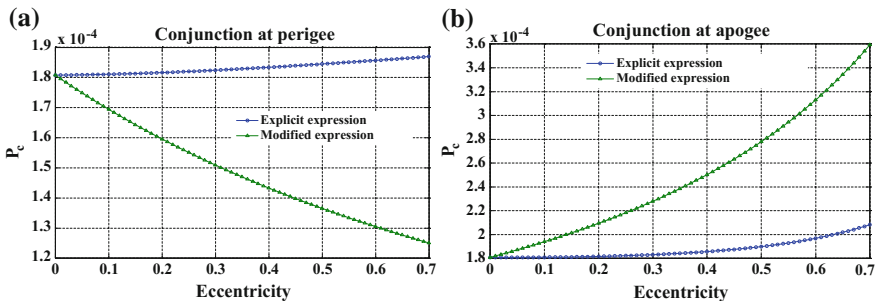 (a)
x 10⁻⁴
Conjunction at perigee
1.9
1.8
1.7
1.6
1.5
1.4
1.3
1.2
P_c
Explicit expression
Modified expression
0 0.1 0.2 0.3 0.4 0.5 0.6 0.7
Eccentricity
(b)
x 10⁻⁴
Conjunction at apogee
3.6
3.4
3.2
3
2.8
2.6
2.4
2.2
2
1.8
P_c
Explicit expression
Modified expression
0 0.1 0.2 0.3 0.4 0.5 0.6 0.7
Eccentricity